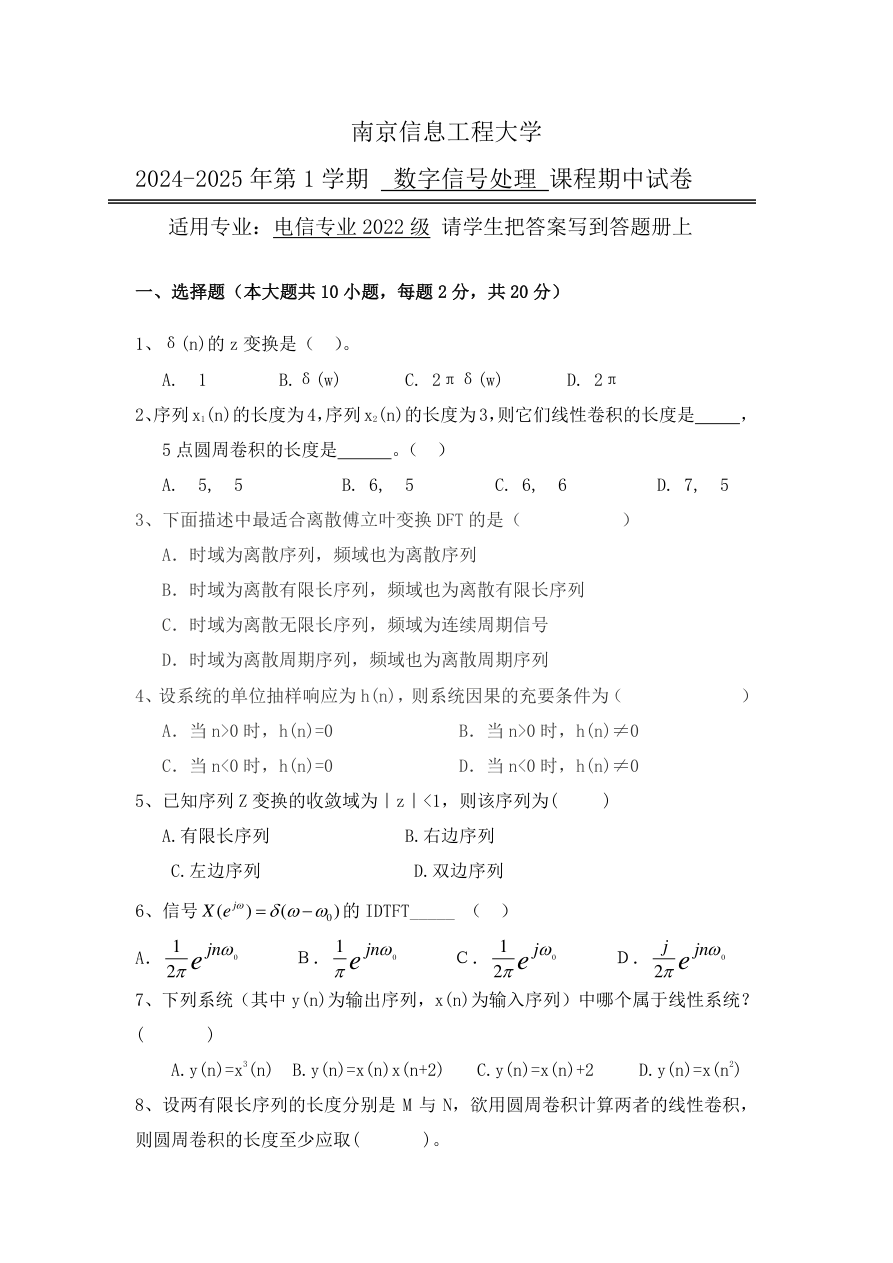 南京信息工程大学
2024-2025 年第 1 学期 数字信号处理 课程期中试卷
适用专业：电信专业 2022 级 请学生把答案写到答题册上
一、选择题（本大题共 10 小题，每题 2 分，共 20 分）
1、δ(n)的 z 变换是（ ）。
A. 1 B.δ(w) C. 2πδ(w) D. 2π
2、序列 x₁(n)的长度为 4，序列 x₂(n)的长度为 3，则它们线性卷积的长度是_____，
5 点圆周卷积的长度是______。（ ）
A. 5, 5 B. 6, 5 C. 6, 6 D. 7, 5
3、下面描述中最适合离散傅立叶变换 DFT 的是（ ）
A．时域为离散序列，频域也为离散序列
B．时域为离散有限长序列，频域也为离散有限长序列
C．时域为离散无限长序列，频域为连续周期信号
D．时域为离散周期序列，频域也为离散周期序列
4、设系统的单位抽样响应为 h(n)，则系统因果的充要条件为（ ）
A．当 n>0 时，h(n)=0 B．当 n>0 时，h(n)≠0
C．当 n<0 时，h(n)=0 D．当 n<0 时，h(n)≠0
5、已知序列 Z 变换的收敛域为｜z｜<1，则该序列为( )
A.有限长序列 B.右边序列
C.左边序列 D.双边序列
6、信号 X(e^{jω})=δ(ω−ω₀)的 IDTFT_____ （ ）
A. \frac{1}{2π}e^{jnω₀} B. \frac{1}{π}e^{jnω₀} C. \frac{1}{2π}e^{jω₀} D. \frac{j}{2π}e^{jnω₀}
7、下列系统（其中 y(n)为输出序列，x(n)为输入序列）中哪个属于线性系统？
( )
A.y(n)=x³(n) B.y(n)=x(n)x(n+2) C.y(n)=x(n)+2 D.y(n)=x(n²)
8、设两有限长序列的长度分别是 M 与 N，欲用圆周卷积计算两者的线性卷积，
则圆周卷积的长度至少应取( )。